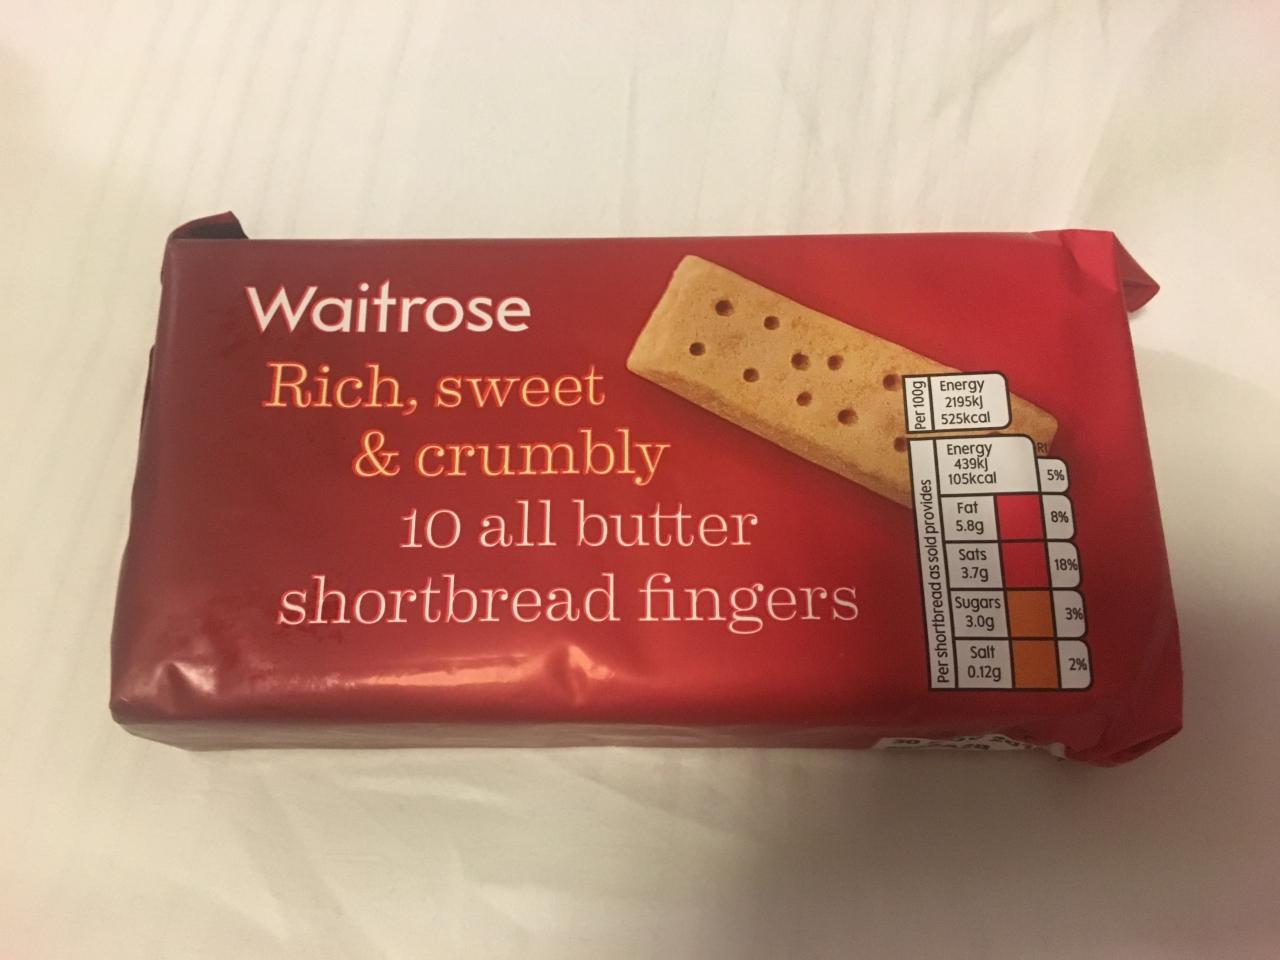 Waitrose
Rich, sweet
& crumbly
10 all butter
shortbread fingers
Per 100g
Energy
2195kJ
525kcal
Per shortbread as sold provides
RI
Energy
439kJ
105kcal
5%
Fat
5.8g
8%
Sats
3.7g
18%
Sugars
3.0g
3%
Salt
0.12g
2%